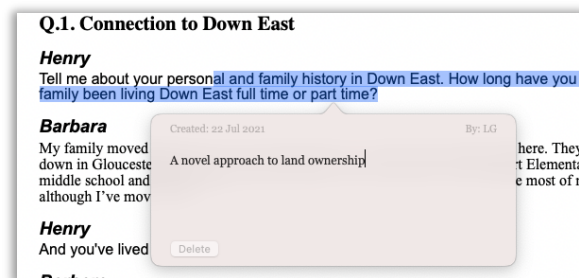 Q.1. Connection to Down East
Henry
Tell me about your personal and family history in Down East. How long have you
family been living Down East full time or part time?
Barbara
Created: 22 Jul 2021 By: LG
A novel approach to land ownership
My family moved here. They
down in Glouceste rt Elementa
middle school and e most of
although I've mov
Henry
And you've lived
Delete